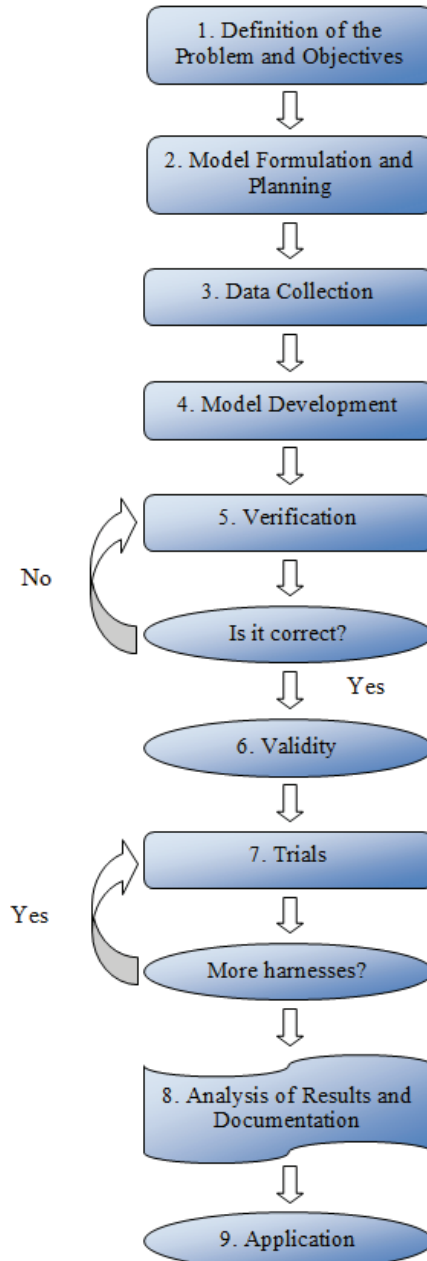 1. Definition of the
Problem and Objectives
2. Model Formulation and
Planning
3. Data Collection
4. Model Development
5. Verification
No
Is it correct?
Yes
6. Validity
7. Trials
Yes
More harnesses?
8. Analysis of Results and
Documentation
9. Application